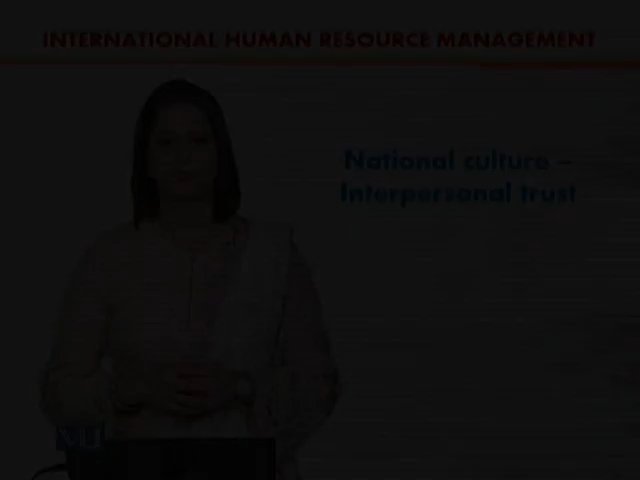 INTERNATIONAL HUMAN RESOURCE MANAGEMENT
National culture –
Interpersonal trust